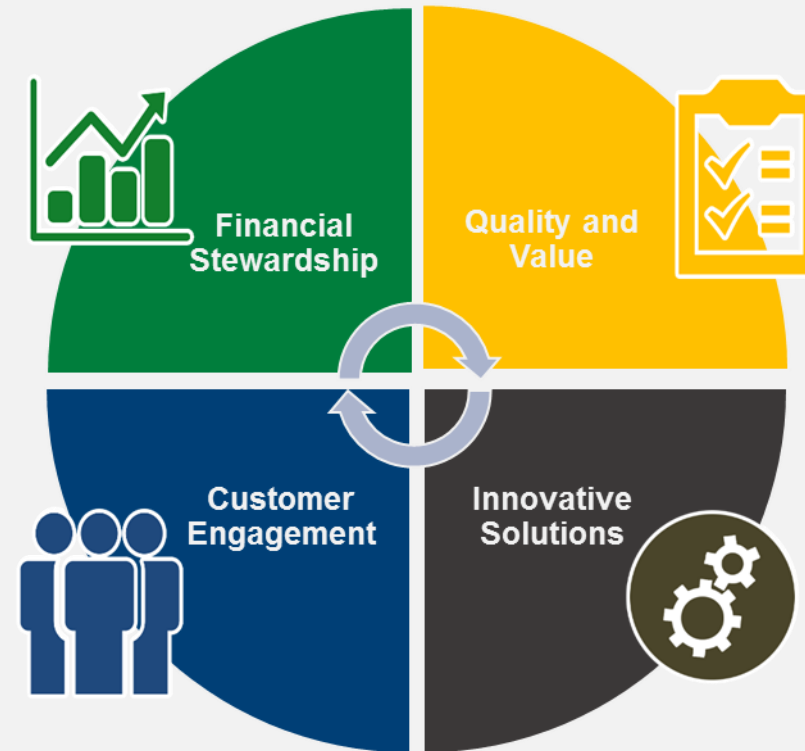 Financial
Stewardship
Quality and
Value
Customer
Engagement
Innovative
Solutions